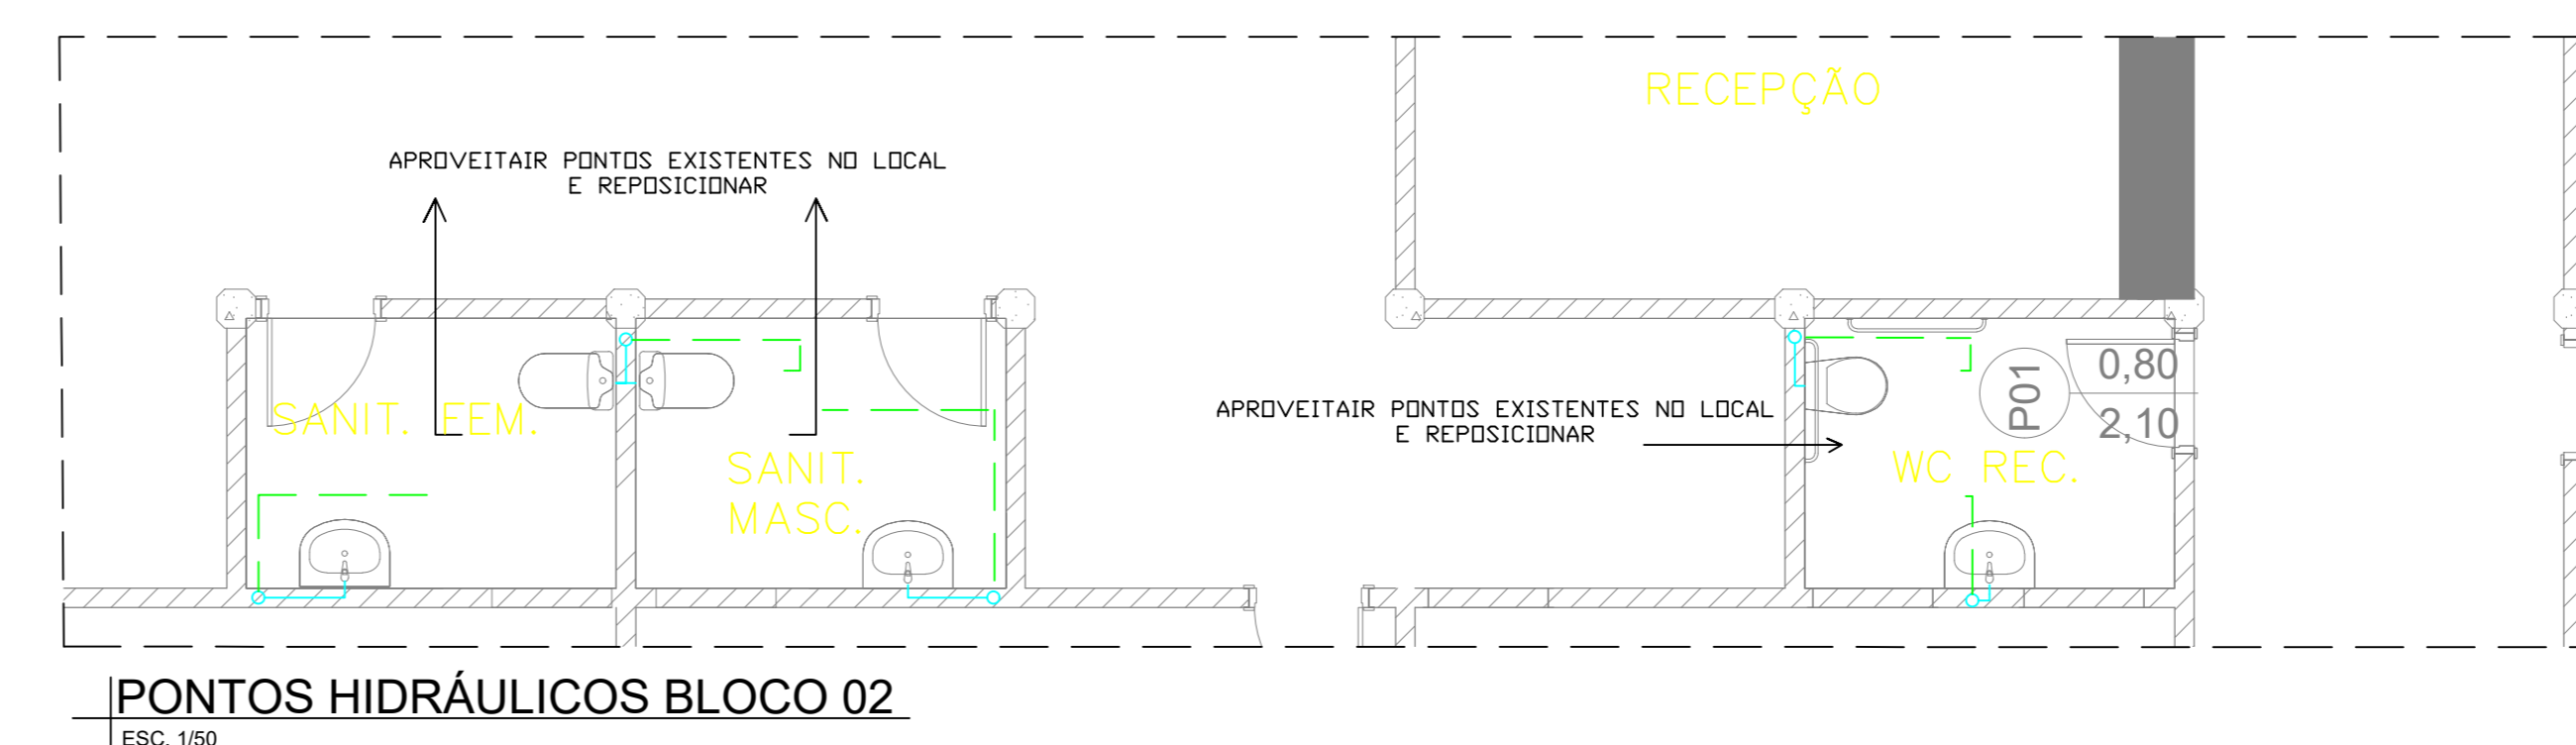 RECEPÇÃO
APROVEITAIR PONTOS EXISTENTES NO LOCAL
E REPOSICIONAR
SANIT. FEM.
SANIT.
MASC.
APROVEITAIR PONTOS EXISTENTES NO LOCAL
E REPOSICIONAR
P01
0,80
2,10
WC REC.
PONTOS HIDRÁULICOS BLOCO 02
ESC. 1/50